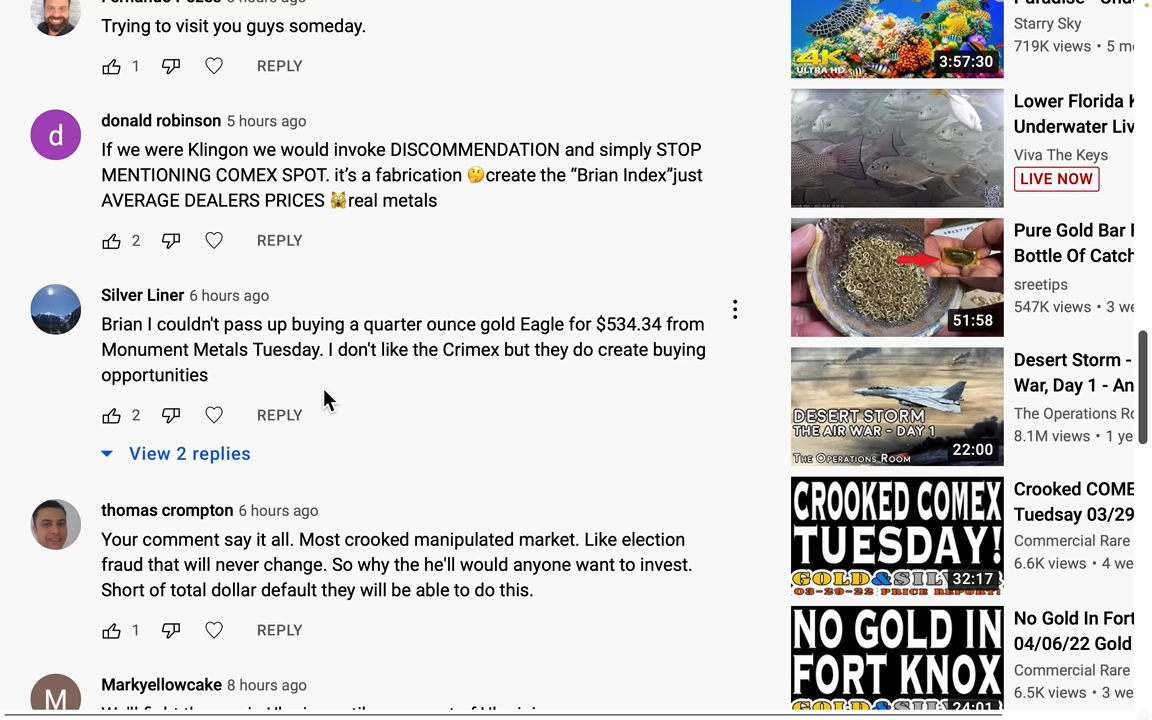 Trying to visit you guys someday.
1
REPLY
donald robinson 5 hours ago
If we were Klingon we would invoke DISCOMMENDATION and simply STOP
MENTIONING COMEX SPOT. it's a fabrication 🤔create the “Brian Index”just
AVERAGE DEALERS PRICES 🙀real metals
2
REPLY
d
Silver Liner 6 hours ago
Brian I couldn't pass up buying a quarter ounce gold Eagle for $534.34 from
Monument Metals Tuesday. I don't like the Crimex but they do create buying
opportunities
2
REPLY
View 2 replies
thomas crompton 6 hours ago
Your comment say it all. Most crooked manipulated market. Like election
fraud that will never change. So why the he'll would anyone want to invest.
Short of total dollar default they will be able to do this.
1
REPLY
Markyellowcake 8 hours ago
M
Starry Sky
719K views • 5 m
4K
ULTRA HD
3:57:30
Lower Florida K
Underwater Liv
Viva The Keys
LIVE NOW
Pure Gold Bar
Bottle Of Catch
sreetips
547K views • 3 we
51:58
Desert Storm -
War, Day 1 - An
The Operations Ro
8.1M views • 1 ye
DESERT STORM
THE AIR WAR - DAY 1
THE OPERATIONS ROOM
22:00
Crooked COME
Tuedsay 03/29
Commercial Rare
6.6K views • 4 we
CROOKED COMEX
TUESDAY!
GOLD&SIL
03-29-22 PRICE REPORT!
32:17
No Gold In Fort
04/06/22 Gold
Commercial Rare
6.5K views • 3 we
NO GOLD IN
FORT KNOX
24:01